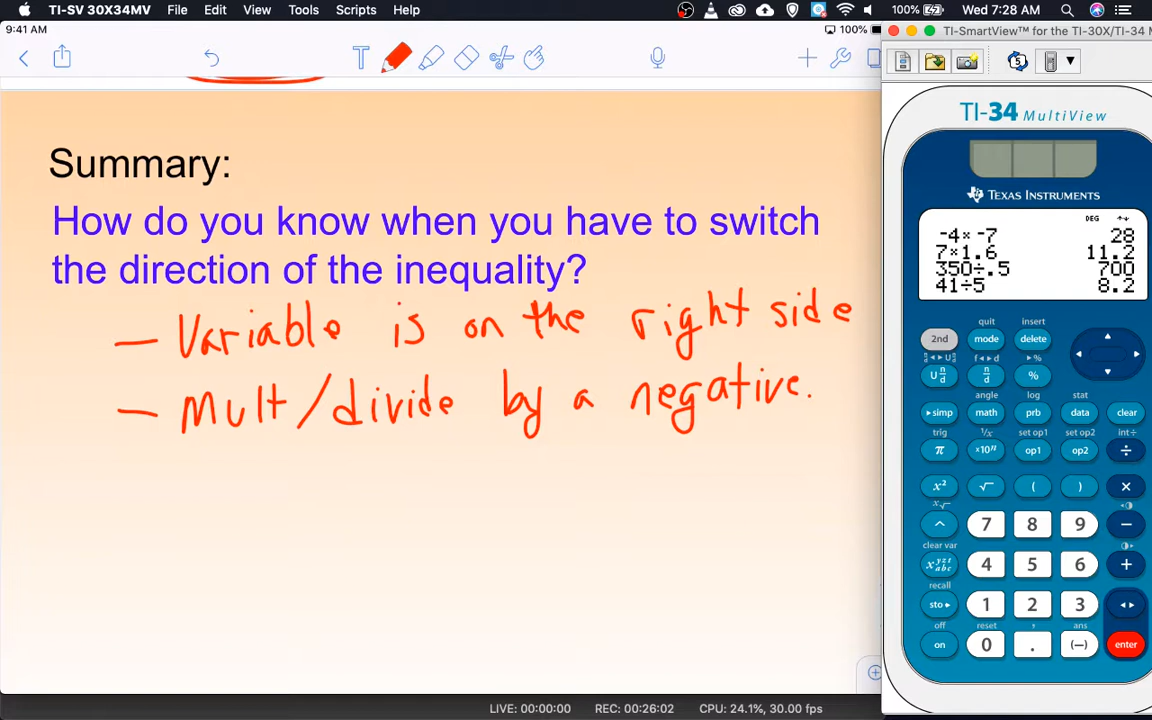 TI-SV 30X34MV File Edit View Tools Scripts Help 100% Wed 7:28 AM
9:41 AM 100%
TI-SmartView™ for the TI-30X/TI-34 M
T
5
TI-34 MultiView
Summary:
TEXAS INSTRUMENTS
How do you know when you have to switch
the direction of the inequality?
DEG
-4× -7 28
7×1.6 11.2
350÷.5 700
41÷5 8.2
– Variable is on the right side
– Mult/divide by a negative.
quit insert
2nd mode delete
f◄►D ►%
U n/d n/d %
angle log stat
►simp math prb data clear
trig 1/x set op1 set op2 int÷
π ×10ⁿ op1 op2 ÷
x² √ ( ) ×
x√
^ 7 8 9 −
clear var
x yzt abc 4 5 6 +
recall
sto► 1 2 3 ◄►
off reset , ans
on 0 . (−) enter
LIVE: 00:00:00 REC: 00:26:02 CPU: 24.1%, 30.00 fps